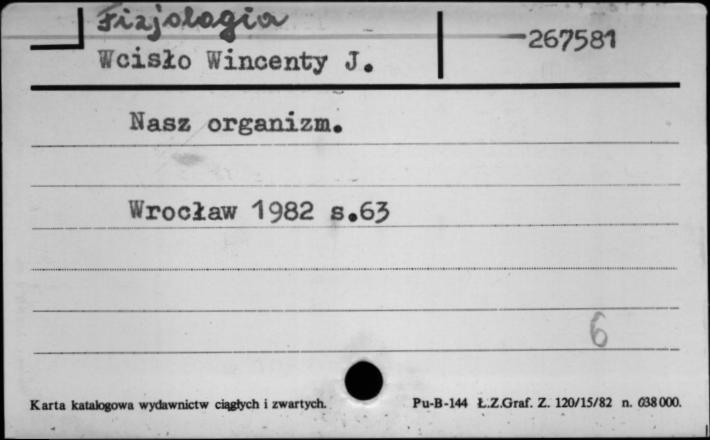 Fizjologia
267581
Wcisło Wincenty J.
Nasz organizm.
Wrocław 1982 s.63
6
Karta katalogowa wydawnictw ciągłych i zwartych.
Pu-B-144 Ł.Z.Graf. Z. 120/15/82 n. 038000.